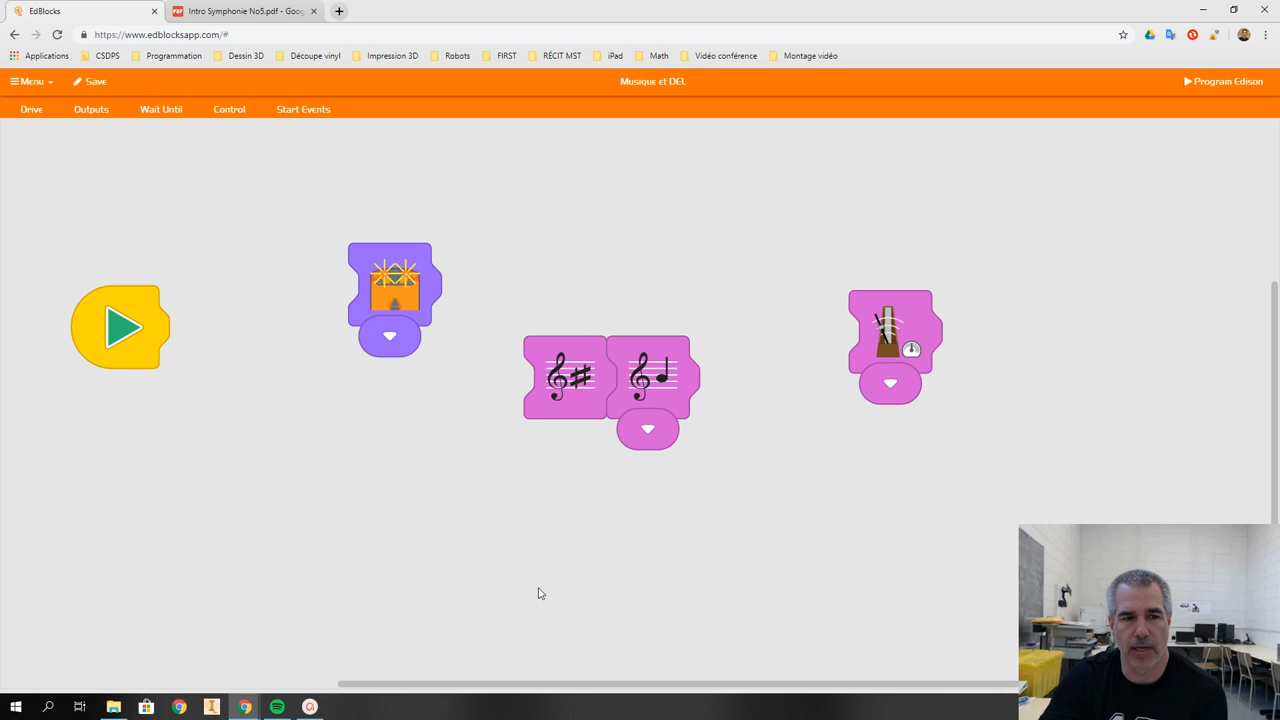 EdBlocks
Intro Symphonie No5.pdf - Goo
https://www.edblocksapp.com/#
Applications
CSDPS
Programmation
Dessin 3D
Découpe vinyl
Impression 3D
Robots
FIRST
RÉCIT MST
iPad
Math
Vidéo conférence
Montage vidéo
Menu
Save
Musique et DEL
Program Edison
Drive
Outputs
Wait Until
Control
Start Events